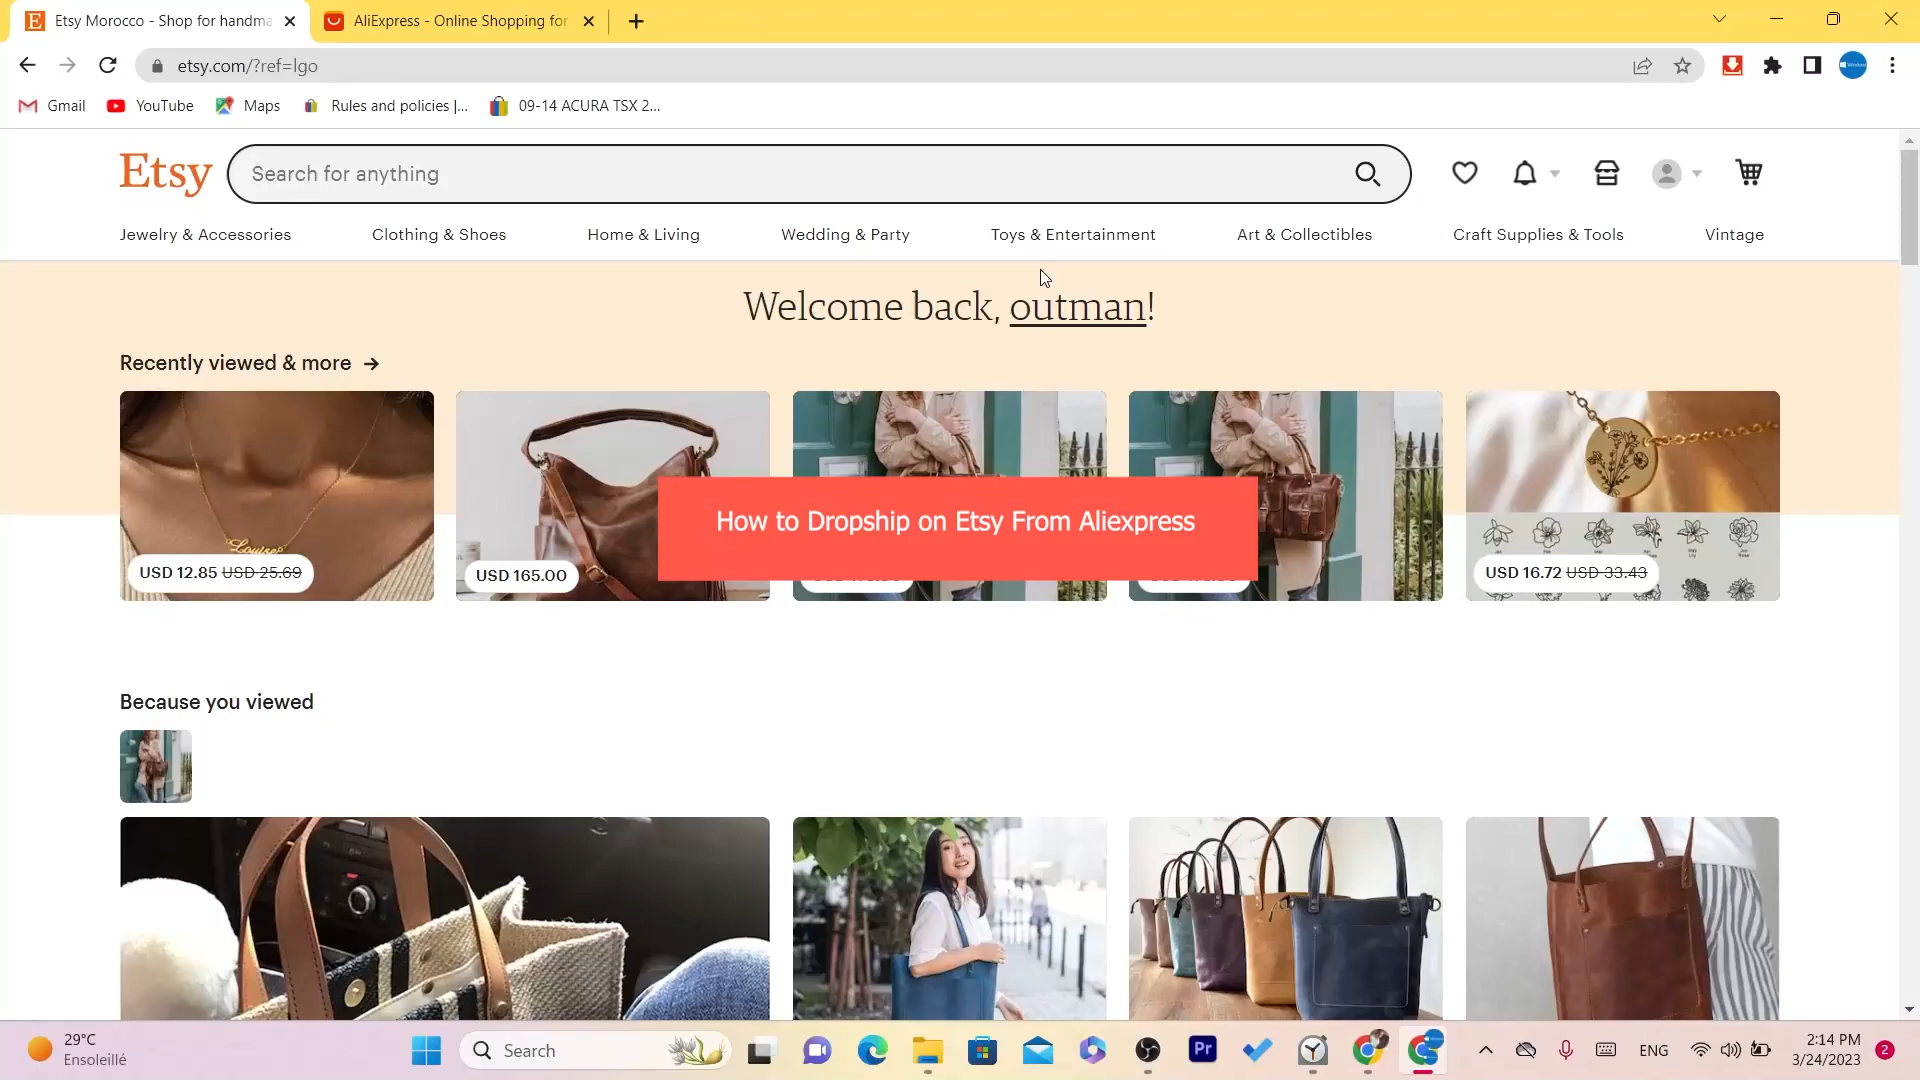 Etsy Morocco - Shop for handma
AliExpress - Online Shopping for
etsy.com/?ref=lgo
Gmail
YouTube
Maps
Rules and policies |...
09-14 ACURA TSX 2...
Etsy
Search for anything
Jewelry & Accessories
Clothing & Shoes
Home & Living
Wedding & Party
Toys & Entertainment
Art & Collectibles
Craft Supplies & Tools
Vintage
Welcome back, outman!
Recently viewed & more →
Louise
USD 12.85 USD 25.69
USD 165.00
USD 16.72 USD 33.43
How to Dropship on Etsy From Aliexpress
Because you viewed
29°C
Ensoleillé
Search
Pr
ENG
2:14 PM
3/24/2023
2